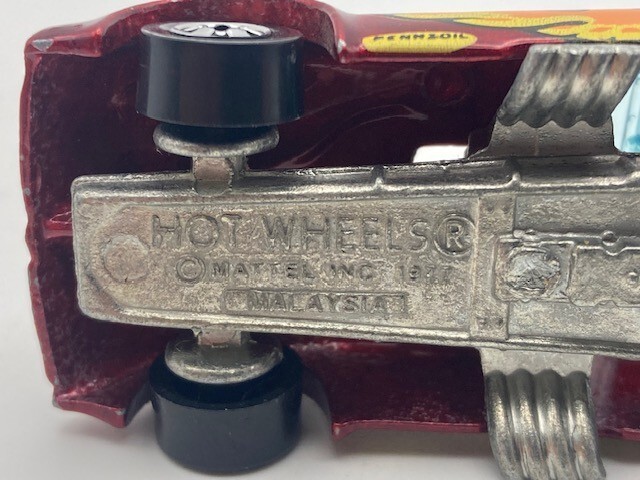 PENNZOIL
HOT WHEELS®
© MATTEL INC 1977
MALAYSIA